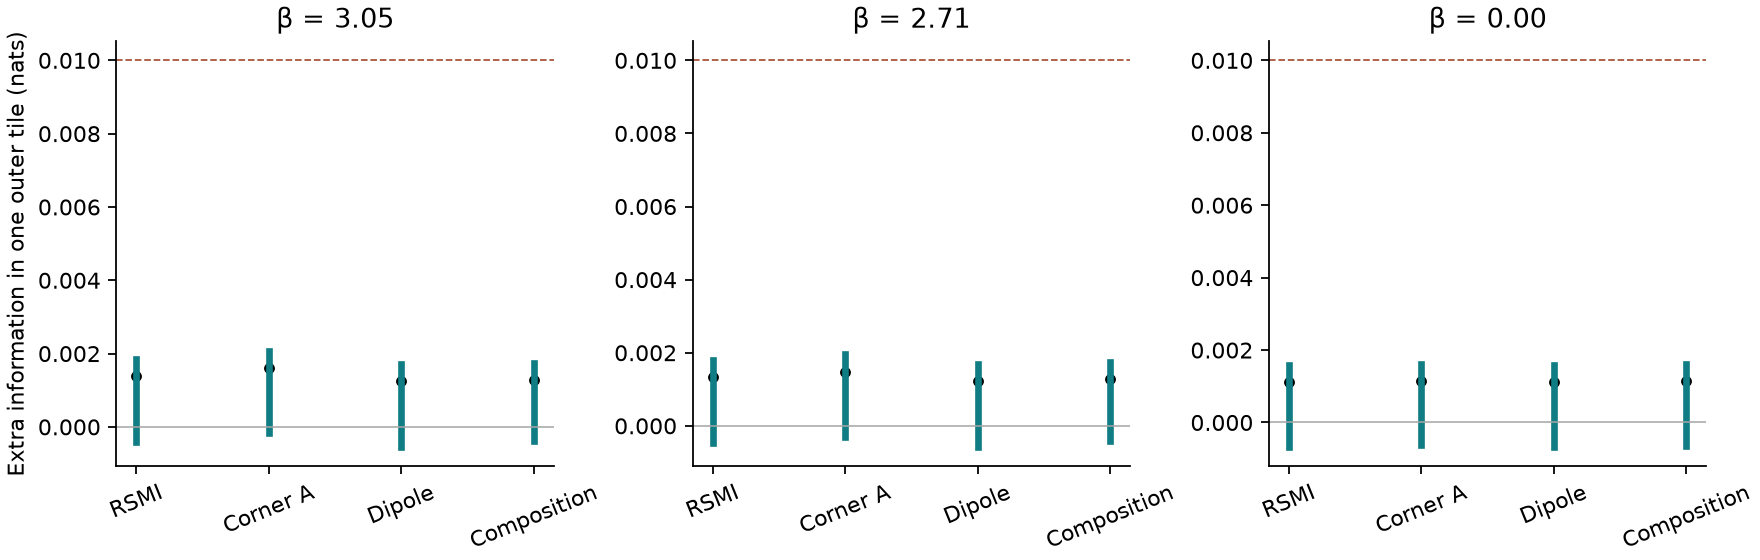 β = 3.05
β = 2.71
β = 0.00
Extra information in one outer tile (nats)
0.010
0.008
0.006
0.004
0.002
0.000
RSMI
Corner A
Dipole
Composition
0.010
0.008
0.006
0.004
0.002
0.000
RSMI
Corner A
Dipole
Composition
0.010
0.008
0.006
0.004
0.002
0.000
RSMI
Corner A
Dipole
Composition